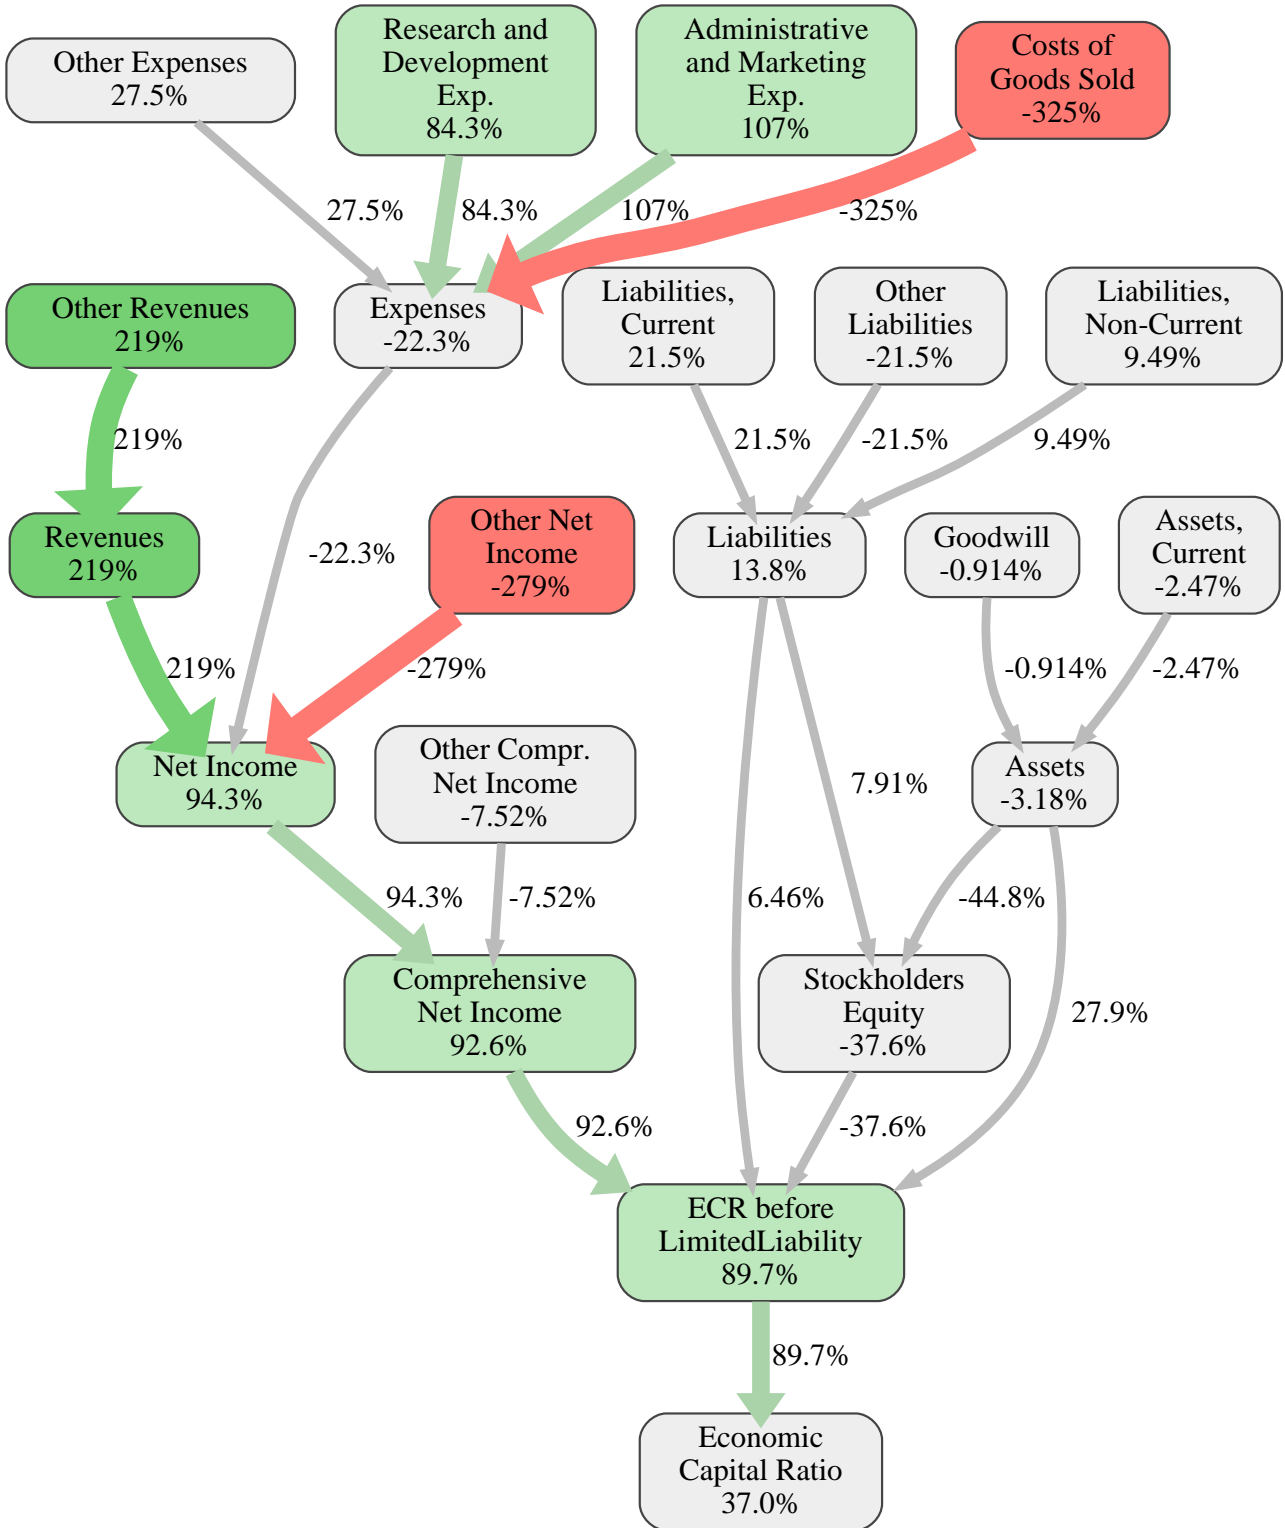 Other Expenses
27.5%
Research and
Development
Exp.
84.3%
Administrative
and Marketing
Exp.
107%
Costs of
Goods Sold
-325%
27.5%
84.3%
107%
-325%
Other Revenues
219%
Expenses
-22.3%
Liabilities,
Current
21.5%
Other
Liabilities
-21.5%
Liabilities,
Non-Current
9.49%
219%
21.5%
-21.5%
9.49%
Revenues
219%
-22.3%
Other Net
Income
-279%
Liabilities
13.8%
Goodwill
-0.914%
Assets,
Current
-2.47%
219%
-279%
-0.914%
-2.47%
Net Income
94.3%
Other Compr.
Net Income
-7.52%
7.91%
Assets
-3.18%
94.3%
-7.52%
6.46%
-44.8%
Comprehensive
Net Income
92.6%
Stockholders
Equity
-37.6%
27.9%
92.6%
-37.6%
ECR before
LimitedLiability
89.7%
89.7%
Economic
Capital Ratio
37.0%